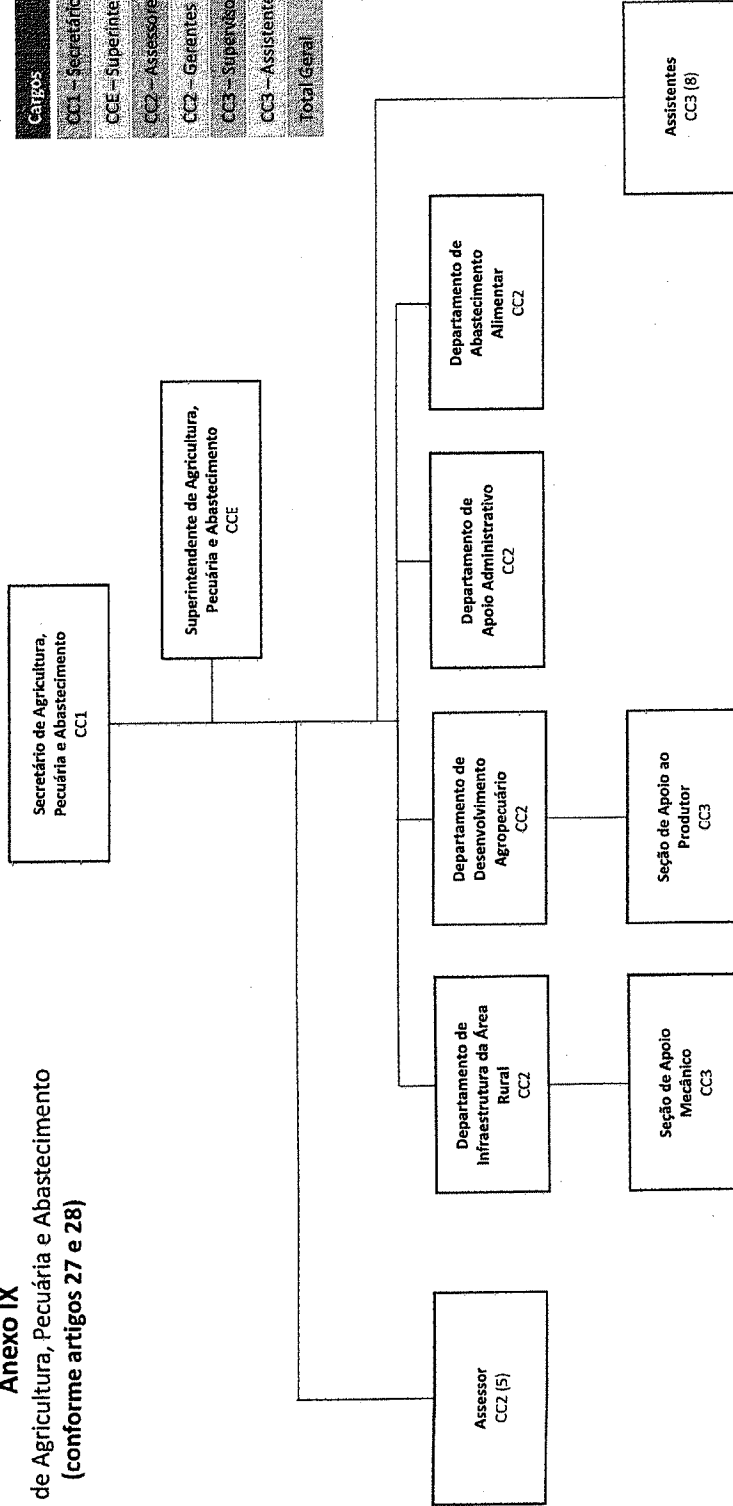 Anexo IX
de Agricultura, Pecuária e Abastecimento
(conforme artigos 27 e 28)
Cargos
CC1 – Secretário
CCE – Superinte
CC2 – Assessore
CC2 – Gerentes
CC3 – Superviso
CC3 – Assistente
Total Geral
Secretário de Agricultura,
Pecuária e Abastecimento
CC1
Superintendente de Agricultura,
Pecuária e Abastecimento
CCE
Assessor
CC2 (5)
Departamento de
Infraestrutura da Área
Rural
CC2
Departamento de
Desenvolvimento
Agropecuário
CC2
Departamento de
Apoio Administrativo
CC2
Departamento de
Abastecimento
Alimentar
CC2
Seção de Apoio
Mecânico
CC3
Seção de Apoio ao
Produtor
CC3
Assistentes
CC3 (8)